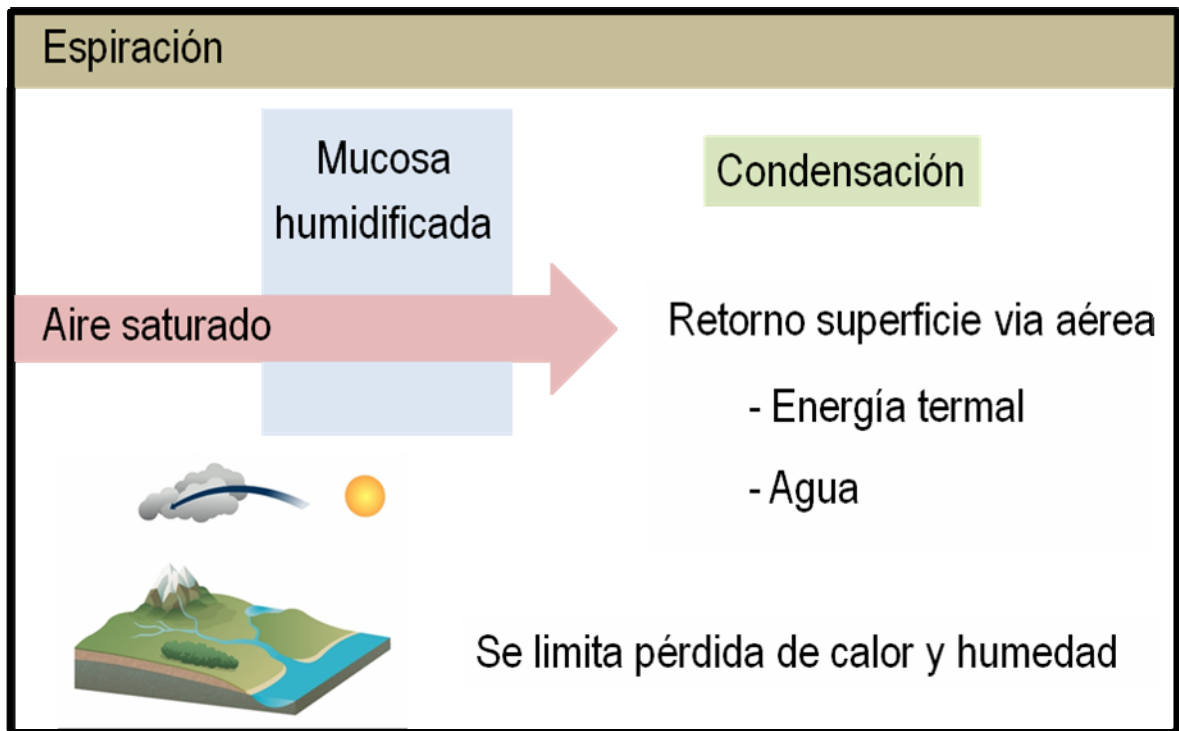 Espiración
Mucosa
humidificada
Condensación
Aire saturado
Retorno superficie via aérea
- Energía termal
- Agua
Se limita pérdida de calor y humedad